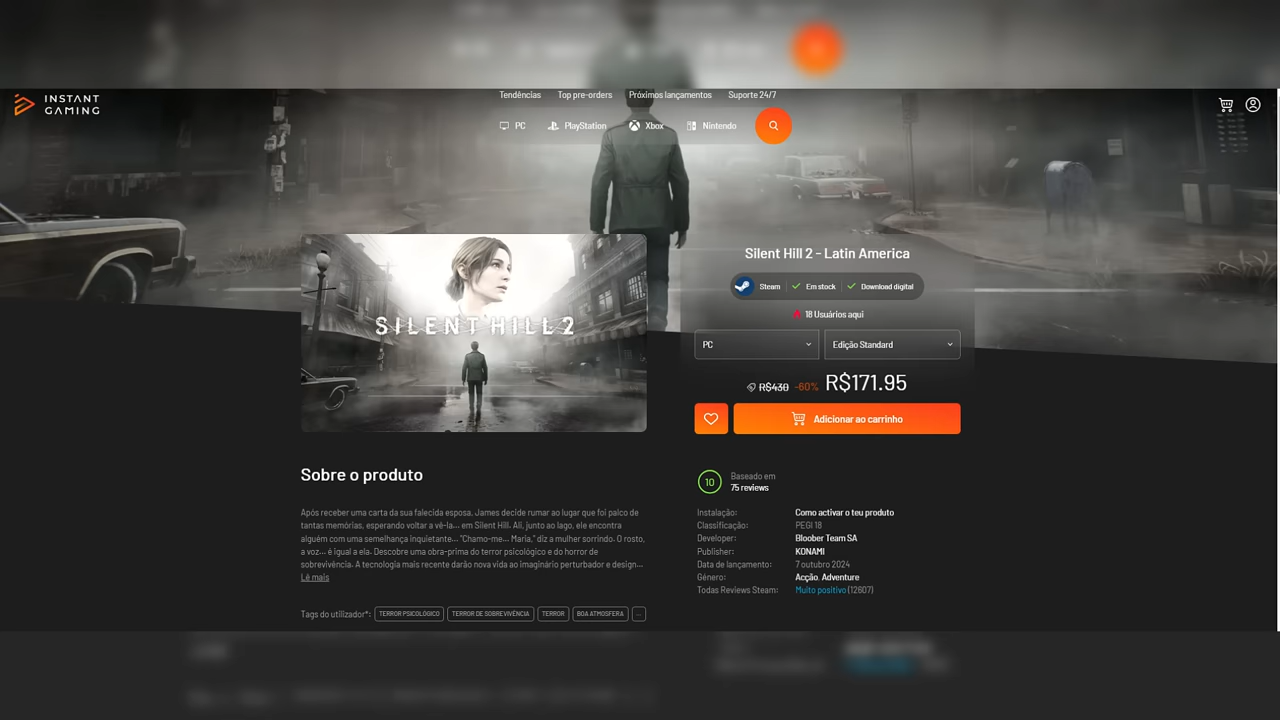 INSTANT
GAMING
Tendências Top pre-orders Próximos lançamentos Suporte 24/7
PC PlayStation Xbox Nintendo
SILENT HILL 2
Silent Hill 2 - Latin America
Steam Em stock Download digital
18 Usuários aqui
PC Edição Standard
R$430 -60% R$171.95
Adicionar ao carrinho
Sobre o produto
Após receber uma carta da sua falecida esposa, James decide rumar ao lugar que foi palco de
tantas memórias, esperando voltar a vê-la... em Silent Hill. Ali, junto ao lago, ele encontra
alguém com uma semelhança inquietante... "Chamo-me... Maria," diz a mulher sorrindo. O rosto,
a voz... é igual a ela. Descobre uma obra-prima do terror psicológico e do horror de
sobrevivência. A tecnologia mais recente darão nova vida ao imaginário perturbador e design...
Lê mais
Tags do utilizador*: TERROR PSICOLÓGICO TERROR DE SOBREVIVÊNCIA TERROR BOA ATMOSFERA ...
10
Baseado em
75 reviews
Instalação: Como activar o teu produto
Classificação: PEGI 18
Developer: Bloober Team SA
Publisher: KONAMI
Data de lançamento: 7 outubro 2024
Género: Acção, Adventure
Todas Reviews Steam: Muito positivo (12607)